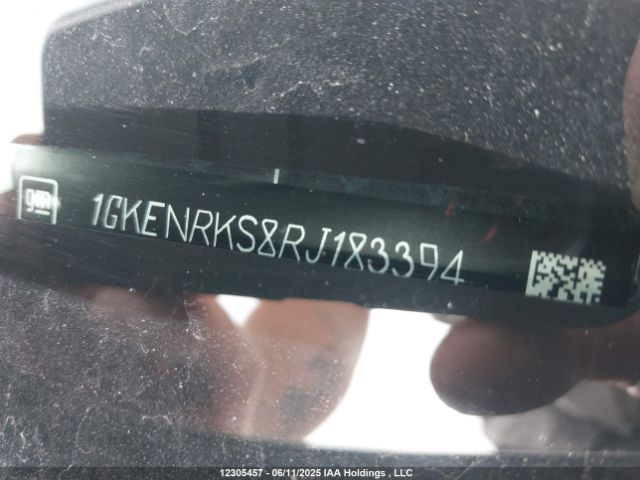 gm
1GKENRKS8RJ183394
12305457 - 06/11/2025 IAA Holdings , LLC